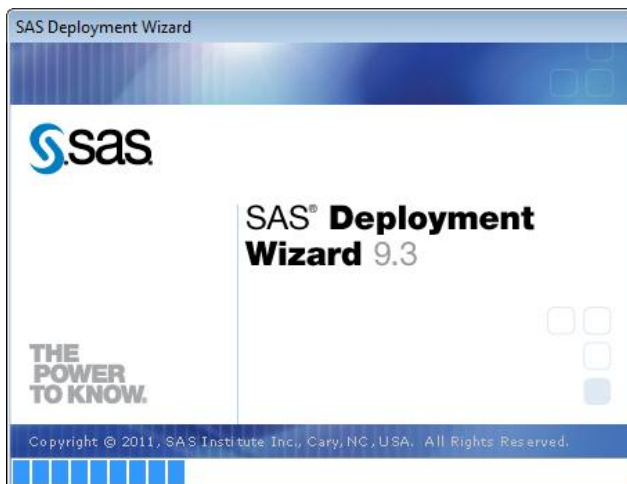 SAS Deployment Wizard
sas
SAS® Deployment
Wizard 9.3
THE
POWER
TO KNOW.
Copyright © 2011, SAS Institute Inc., Cary, NC, USA. All Rights Reserved.